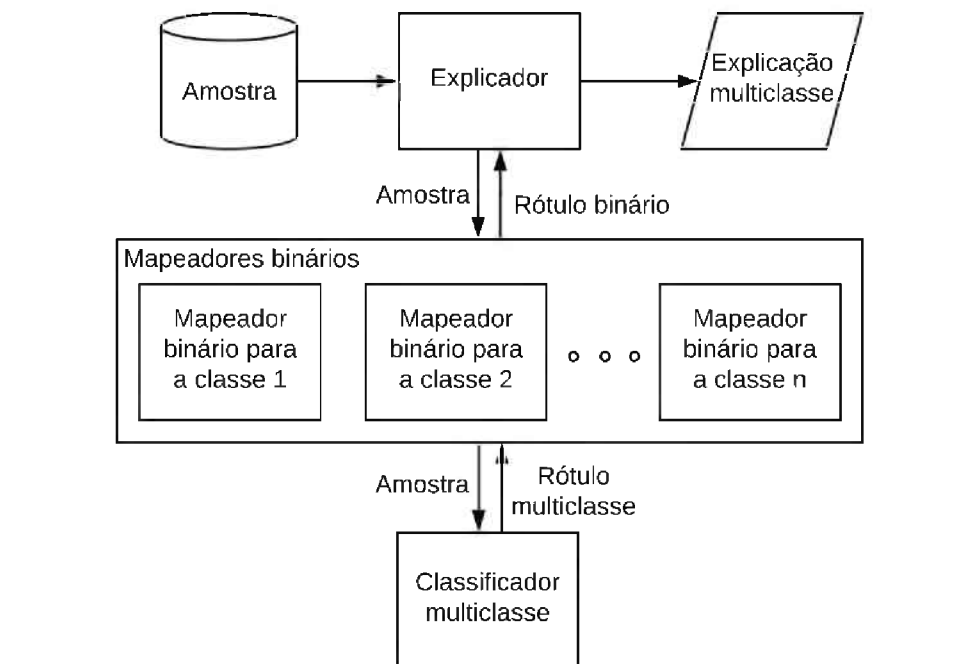 Amostra
Explicador
Explicação
multiclasse
Amostra
Rótulo binário
Mapeadores binários
Mapeador
binário para
a classe 1
Mapeador
binário para
a classe 2
Mapeador
binário para
a classe n
Amostra
Rótulo
multiclasse
Classificador
multiclasse